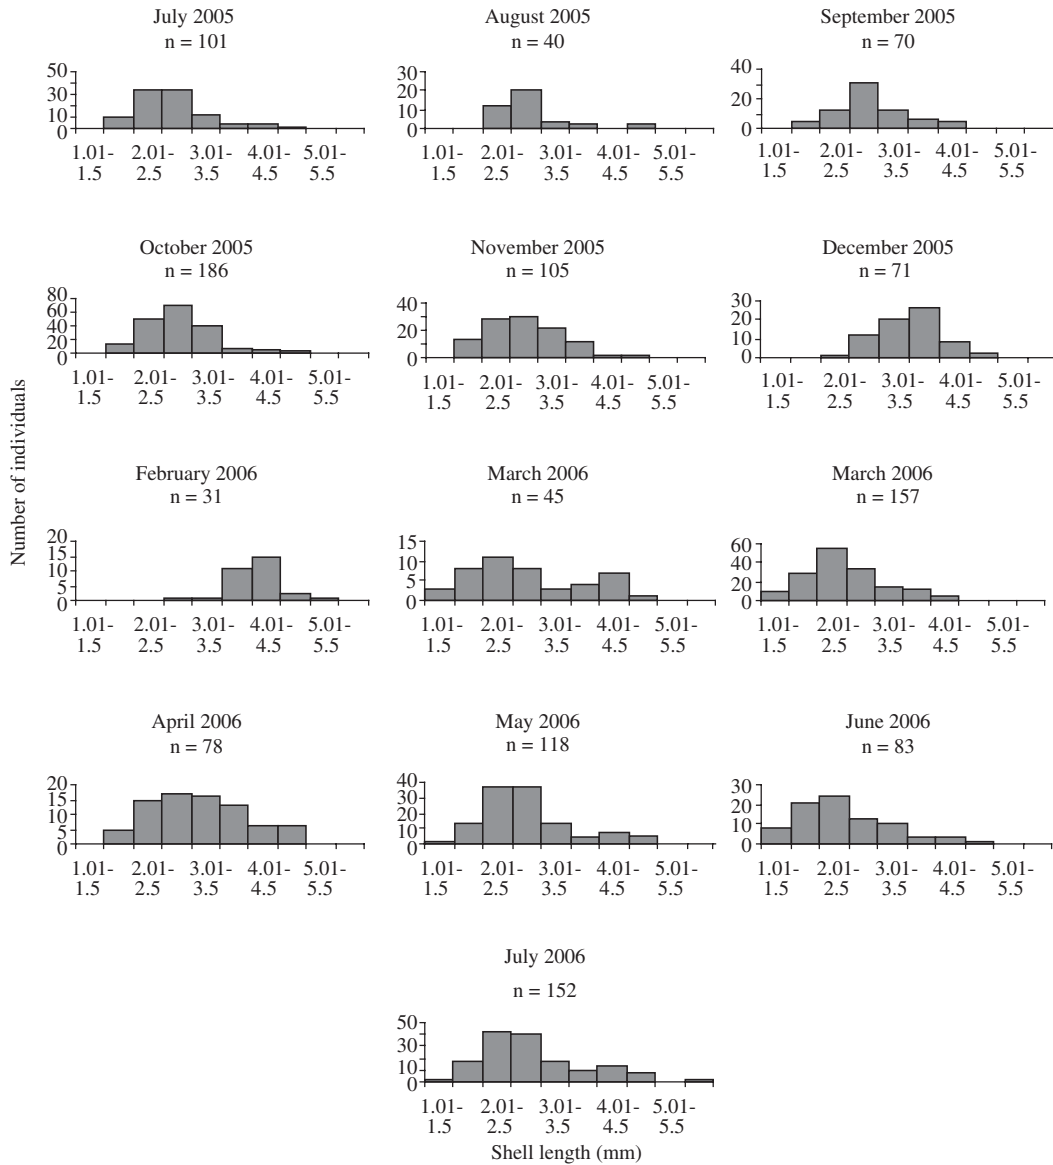 July 2005
n = 101
50
30
10
0
1.01- 2.01- 3.01- 4.01- 5.01-
1.5 2.5 3.5 4.5 5.5
August 2005
n = 40
30
20
10
0
1.01- 2.01- 3.01- 4.01- 5.01-
1.5 2.5 3.5 4.5 5.5
September 2005
n = 70
40
20
0
1.01- 2.01- 3.01- 4.01- 5.01-
1.5 2.5 3.5 4.5 5.5
October 2005
n = 186
80
60
40
20
0
1.01- 2.01- 3.01- 4.01- 5.01-
1.5 2.5 3.5 4.5 5.5
November 2005
n = 105
40
20
0
1.01- 2.01- 3.01- 4.01- 5.01-
1.5 2.5 3.5 4.5 5.5
December 2005
n = 71
30
20
10
0
1.01- 2.01- 3.01- 4.01- 5.01-
1.5 2.5 3.5 4.5 5.5
Number of individuals
February 2006
n = 31
20
15
10
5
0
1.01- 2.01- 3.01- 4.01- 5.01-
1.5 2.5 3.5 4.5 5.5
March 2006
n = 45
15
10
5
0
1.01- 2.01- 3.01- 4.01- 5.01-
1.5 2.5 3.5 4.5 5.5
March 2006
n = 157
60
40
20
0
1.01- 2.01- 3.01- 4.01- 5.01-
1.5 2.5 3.5 4.5 5.5
April 2006
n = 78
20
15
10
5
0
1.01- 2.01- 3.01- 4.01- 5.01-
1.5 2.5 3.5 4.5 5.5
May 2006
n = 118
40
30
20
10
0
1.01- 2.01- 3.01- 4.01- 5.01-
1.5 2.5 3.5 4.5 5.5
June 2006
n = 83
30
20
10
0
1.01- 2.01- 3.01- 4.01- 5.01-
1.5 2.5 3.5 4.5 5.5
July 2006
n = 152
50
30
10
0
1.01- 2.01- 3.01- 4.01- 5.01-
1.5 2.5 3.5 4.5 5.5
Shell length (mm)